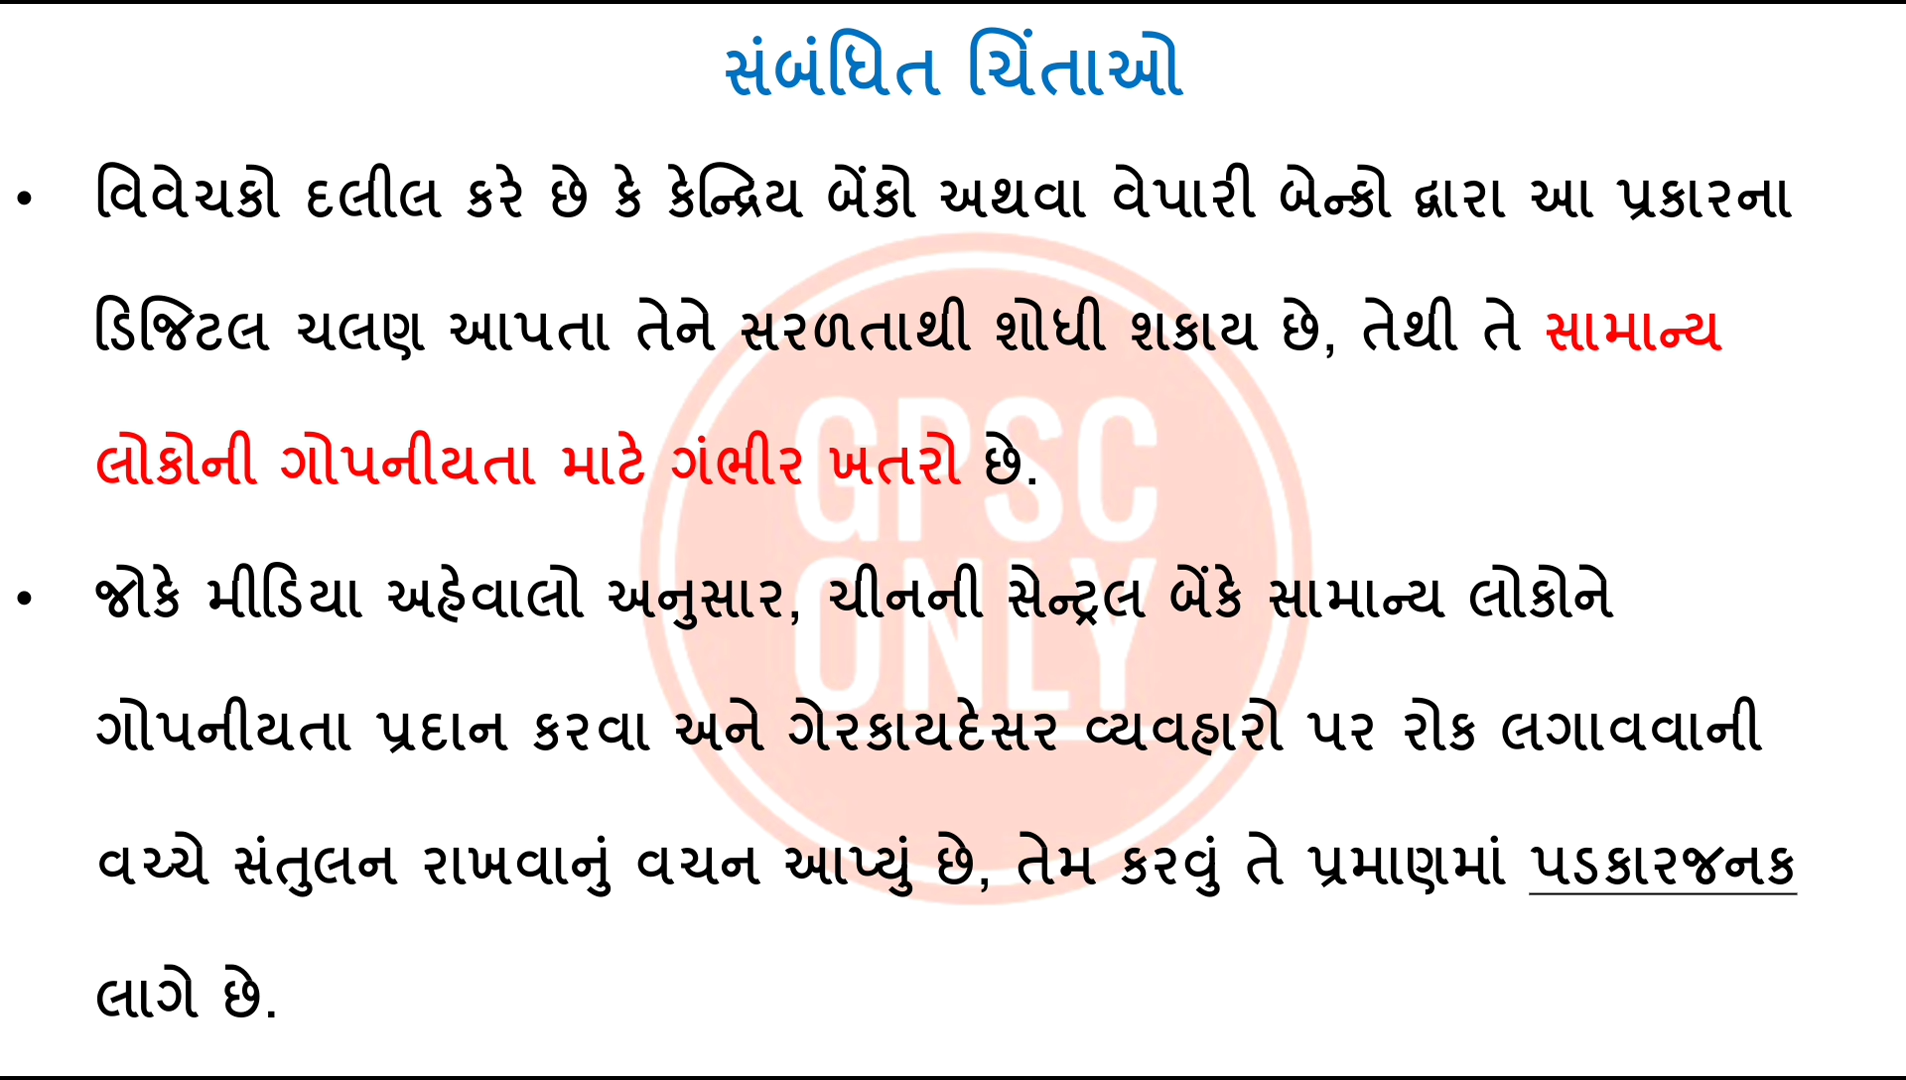 સંબંધિત ચિંતાઓ
• વિવેચકો દલીલ કરે છે કે કેન્દ્રિય બેંકો અથવા વેપારી બેન્કો દ્વારા આ પ્રકારના
ડિજિટલ ચલણ આપતા તેને સરળતાથી શોધી શકાય છે, તેથી તે સામાન્ય
લોકોની ગોપનીયતા માટે ગંભીર ખતરો છે.
GPSC
ONLY
• જોકે મીડિયા અહેવાલો અનુસાર, ચીનની સેન્ટ્રલ બેંકે સામાન્ય લોકોને
ગોપનીયતા પ્રદાન કરવા અને ગેરકાયદેસર વ્યવહારો પર રોક લગાવવાની
વચ્ચે સંતુલન રાખવાનું વચન આપ્યું છે, તેમ કરવું તે પ્રમાણમાં પડકારજનક
લાગે છે.